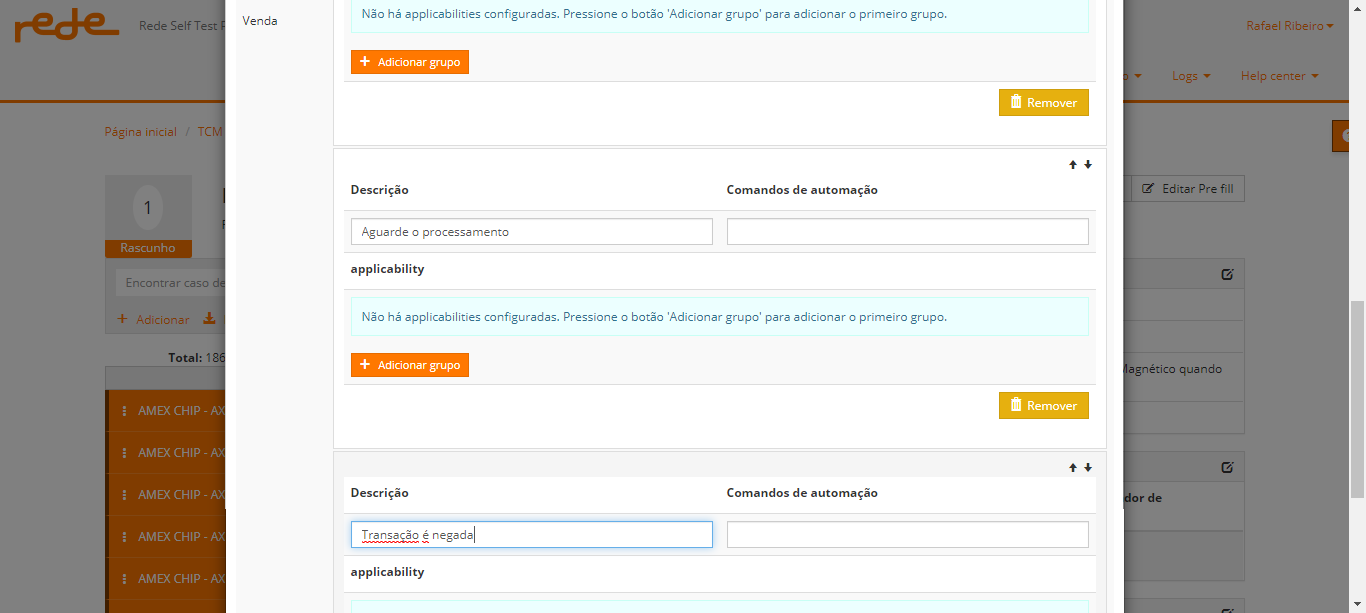 rede
Rede Self Test
Rafael Ribeiro
Logs
Help center
Venda
Não há applicabilities configuradas. Pressione o botão 'Adicionar grupo' para adicionar o primeiro grupo.
Adicionar grupo
Remover
Página inicial / TCM
1
Rascunho
Editar Pre fill
Descrição
Comandos de automação
Aguarde o processamento
applicability
Encontrar caso de
Não há applicabilities configuradas. Pressione o botão 'Adicionar grupo' para adicionar o primeiro grupo.
Adicionar
Total: 186
Adicionar grupo
Magnético quando
Remover
AMEX CHIP - AX
AMEX CHIP - AX
AMEX CHIP - AX
AMEX CHIP - AX
AMEX CHIP - AX
Descrição
Comandos de automação
dor de
Transação é negada
applicability